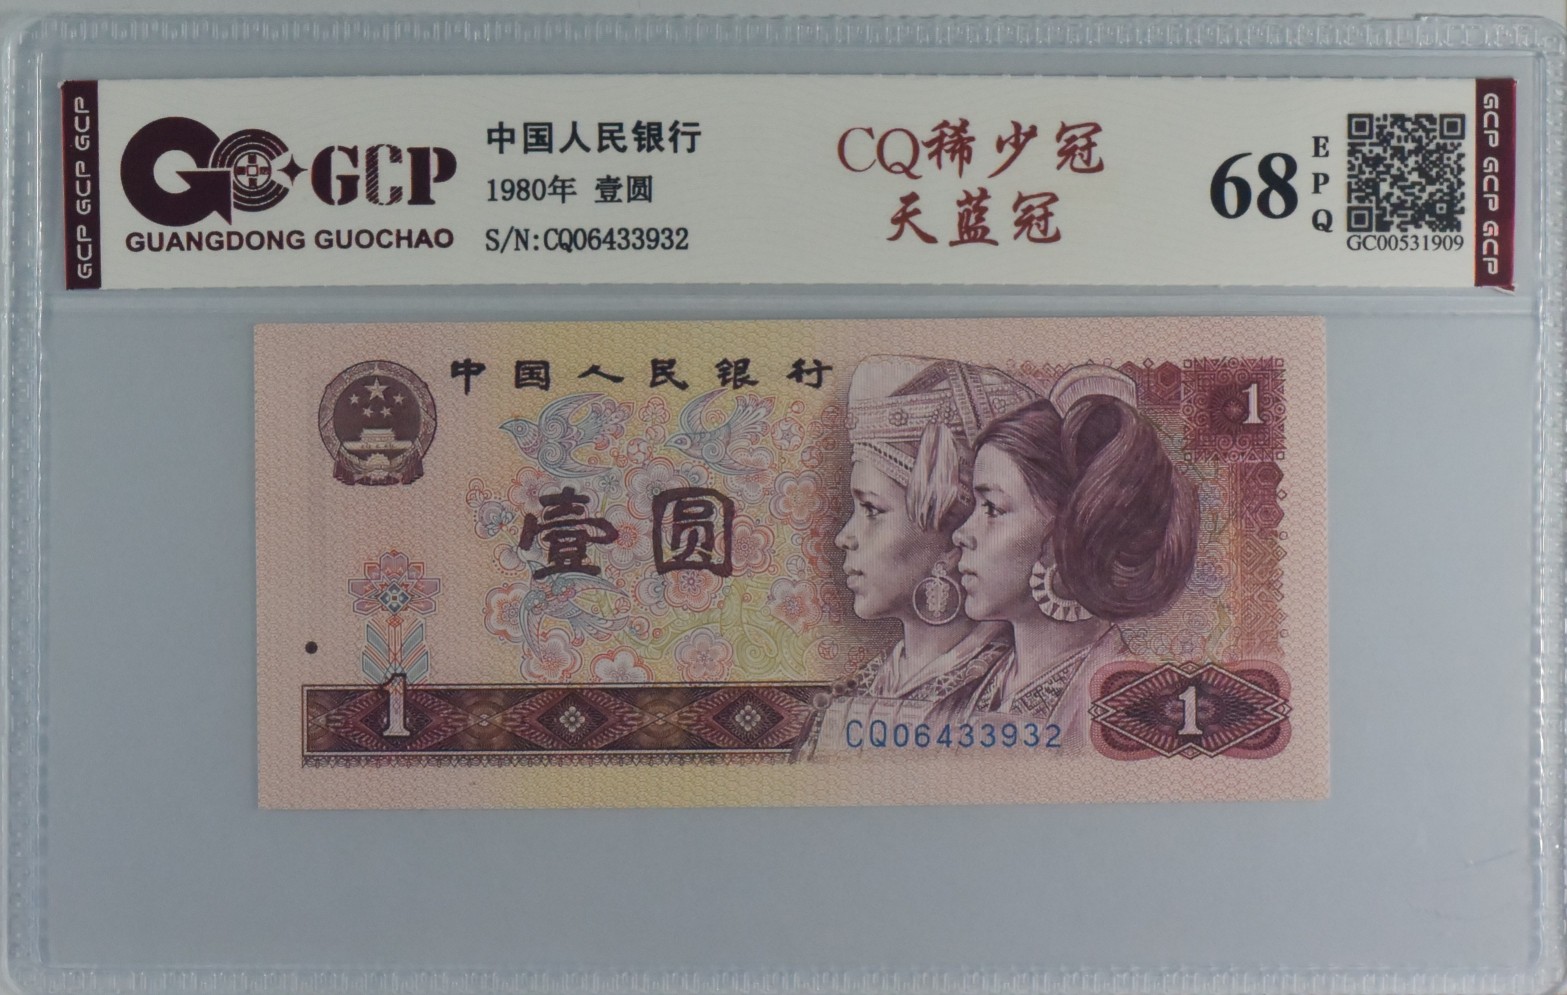 GCP GCP GCP
GCP
GUANGDONG GUOCHAO
中国人民银行
1980年 壹圆
S/N:CQ06433932
CQ稀少冠
天蓝冠
68
EPQ
GC00531909
GCP GCP GCP
中国人民银行
1
壹圆
1
CQ06433932
1